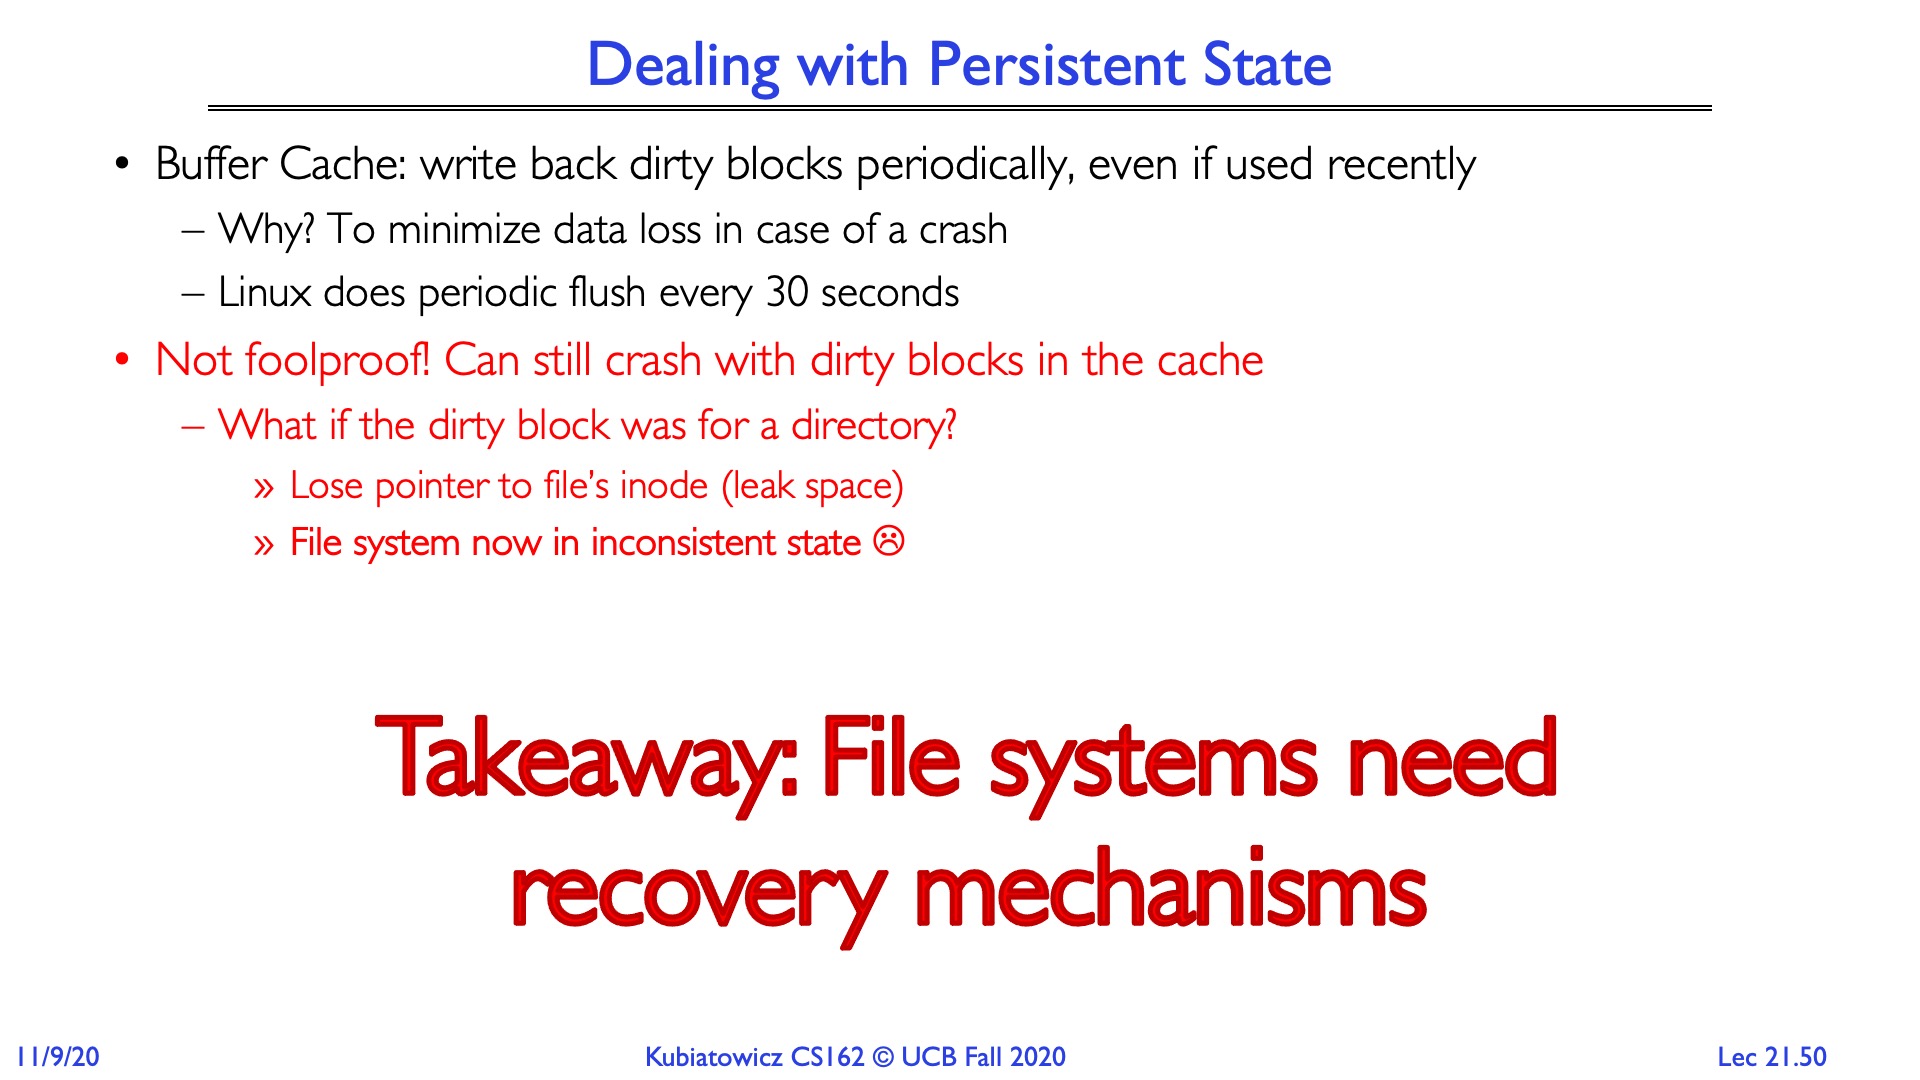 Dealing with Persistent State
• Buffer Cache: write back dirty blocks periodically, even if used recently
– Why? To minimize data loss in case of a crash
– Linux does periodic flush every 30 seconds
• Not foolproof! Can still crash with dirty blocks in the cache
– What if the dirty block was for a directory?
» Lose pointer to file’s inode (leak space)
» File system now in inconsistent state ☹
Takeaway: File systems need
recovery mechanisms
11/9/20
Kubiatowicz CS162 © UCB Fall 2020
Lec 21.50